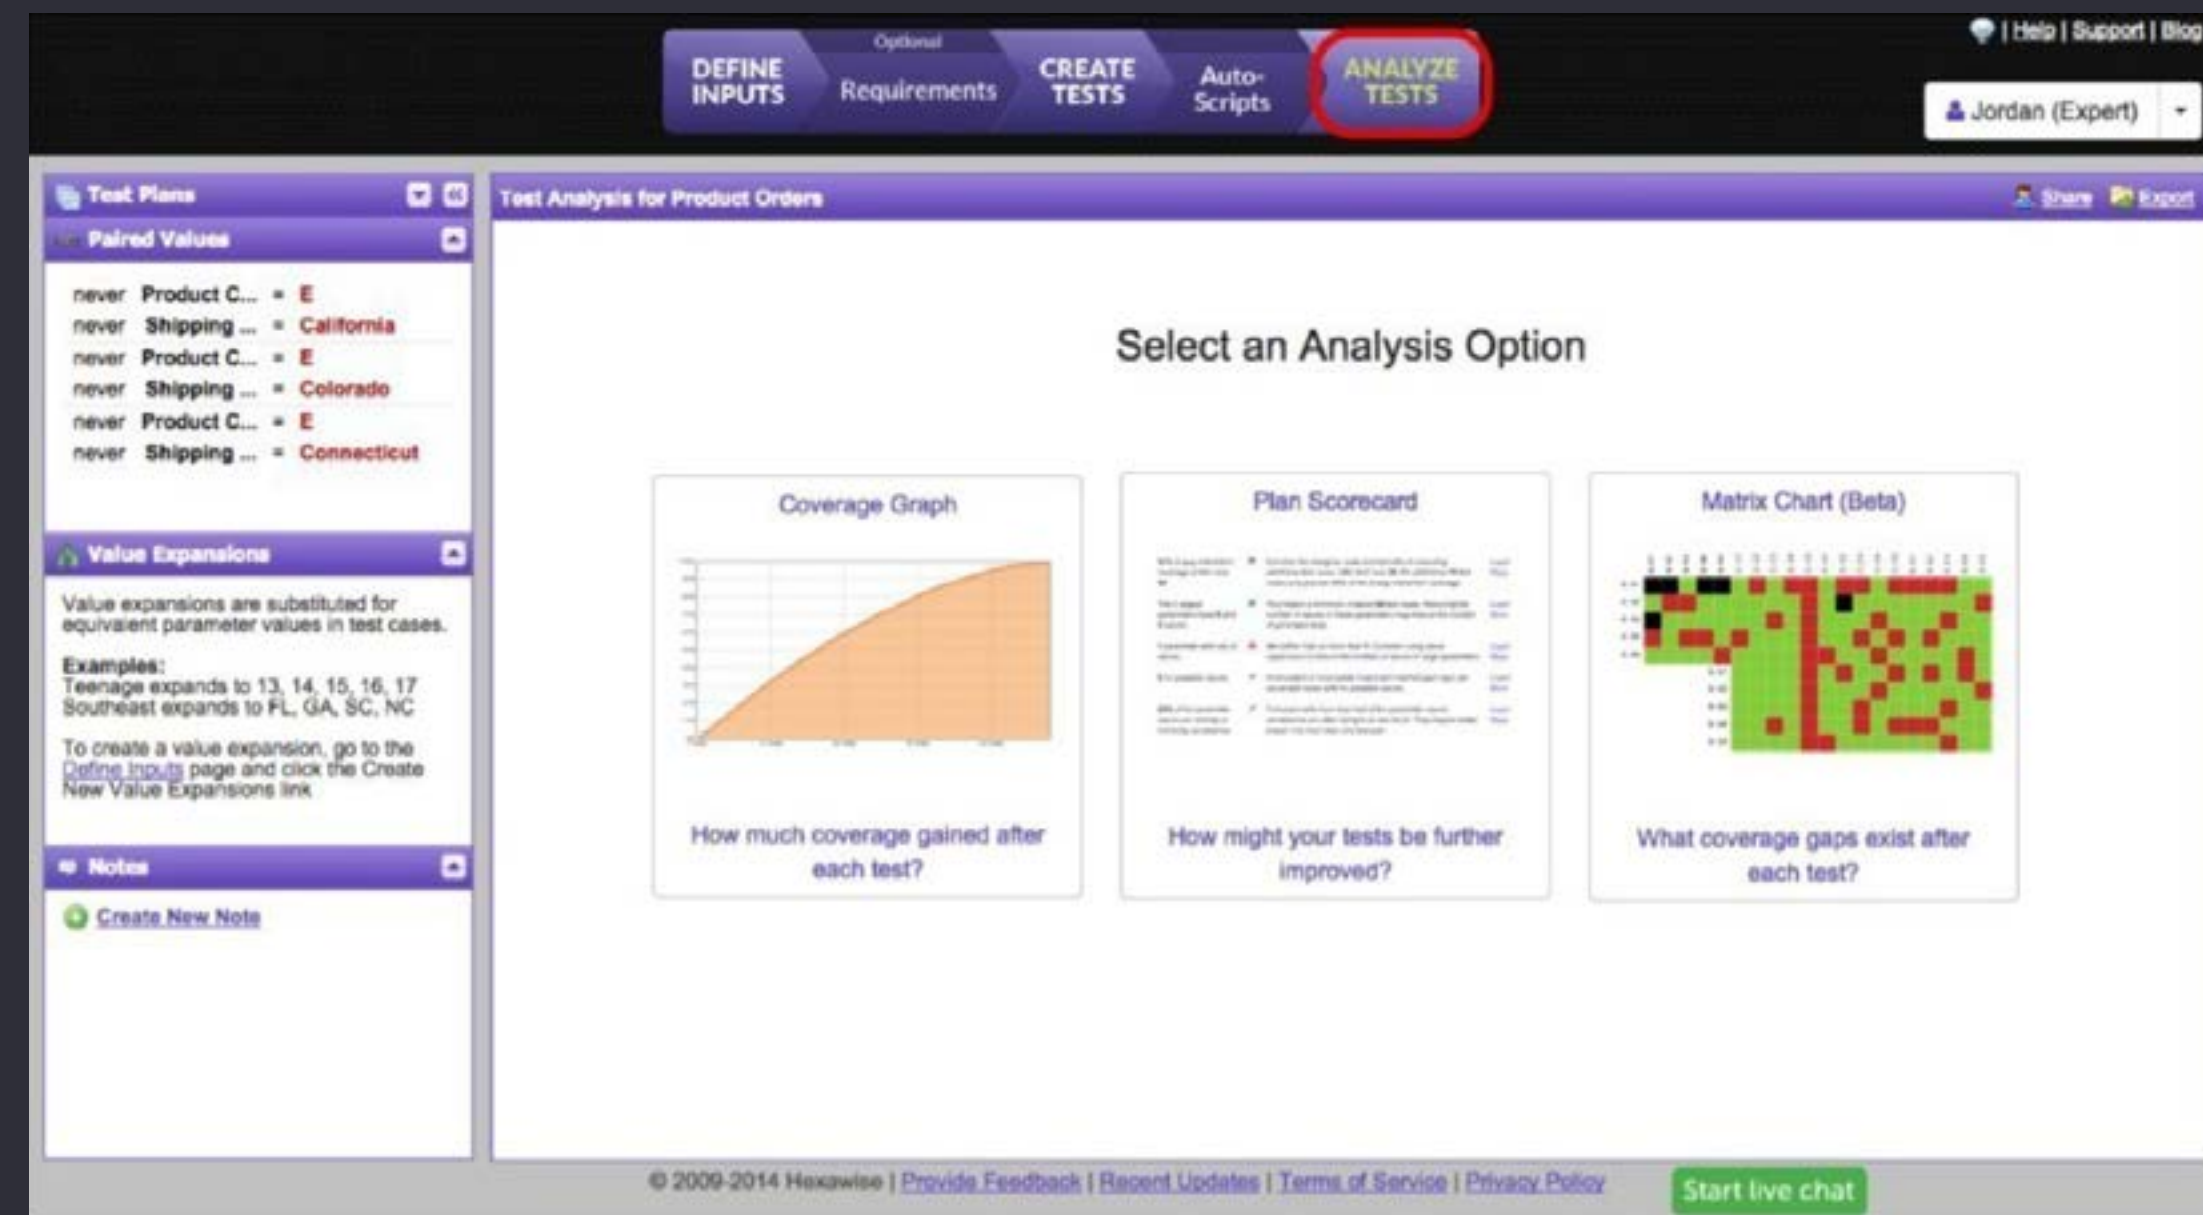 | Help | Support | Blog
Optional
DEFINE
INPUTS
Requirements
CREATE
TESTS
Auto-
Scripts
ANALYZE
TESTS
Jordan (Expert)
Test Plans
Paired Values
never Product C... = E
never Shipping ... = California
never Product C... = E
never Shipping ... = Colorado
never Product C... = E
never Shipping ... = Connecticut
Value Expansions
Value expansions are substituted for
equivalent parameter values in test cases.
Examples:
Teenage expands to 13, 14, 15, 16, 17
Southeast expands to FL, GA, SC, NC
To create a value expansion, go to the
Define Inputs page and click the Create
New Value Expansions link
Notes
Create New Note
Test Analysis for Product Orders
Share Export
Select an Analysis Option
Coverage Graph
How much coverage gained after
each test?
Plan Scorecard
How might your tests be further
improved?
Matrix Chart (Beta)
What coverage gaps exist after
each test?
© 2009-2014 Hexawise | Provide Feedback | Recent Updates | Terms of Service | Privacy Policy
Start live chat